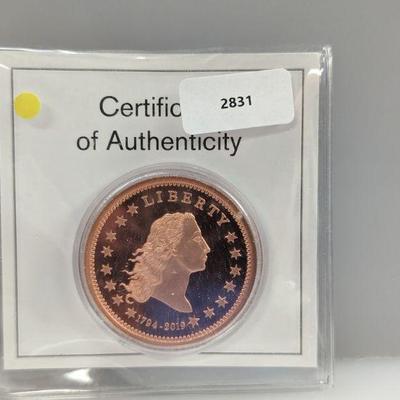 Certific
2831
of Authenticity
LIBERTY
1794-2019